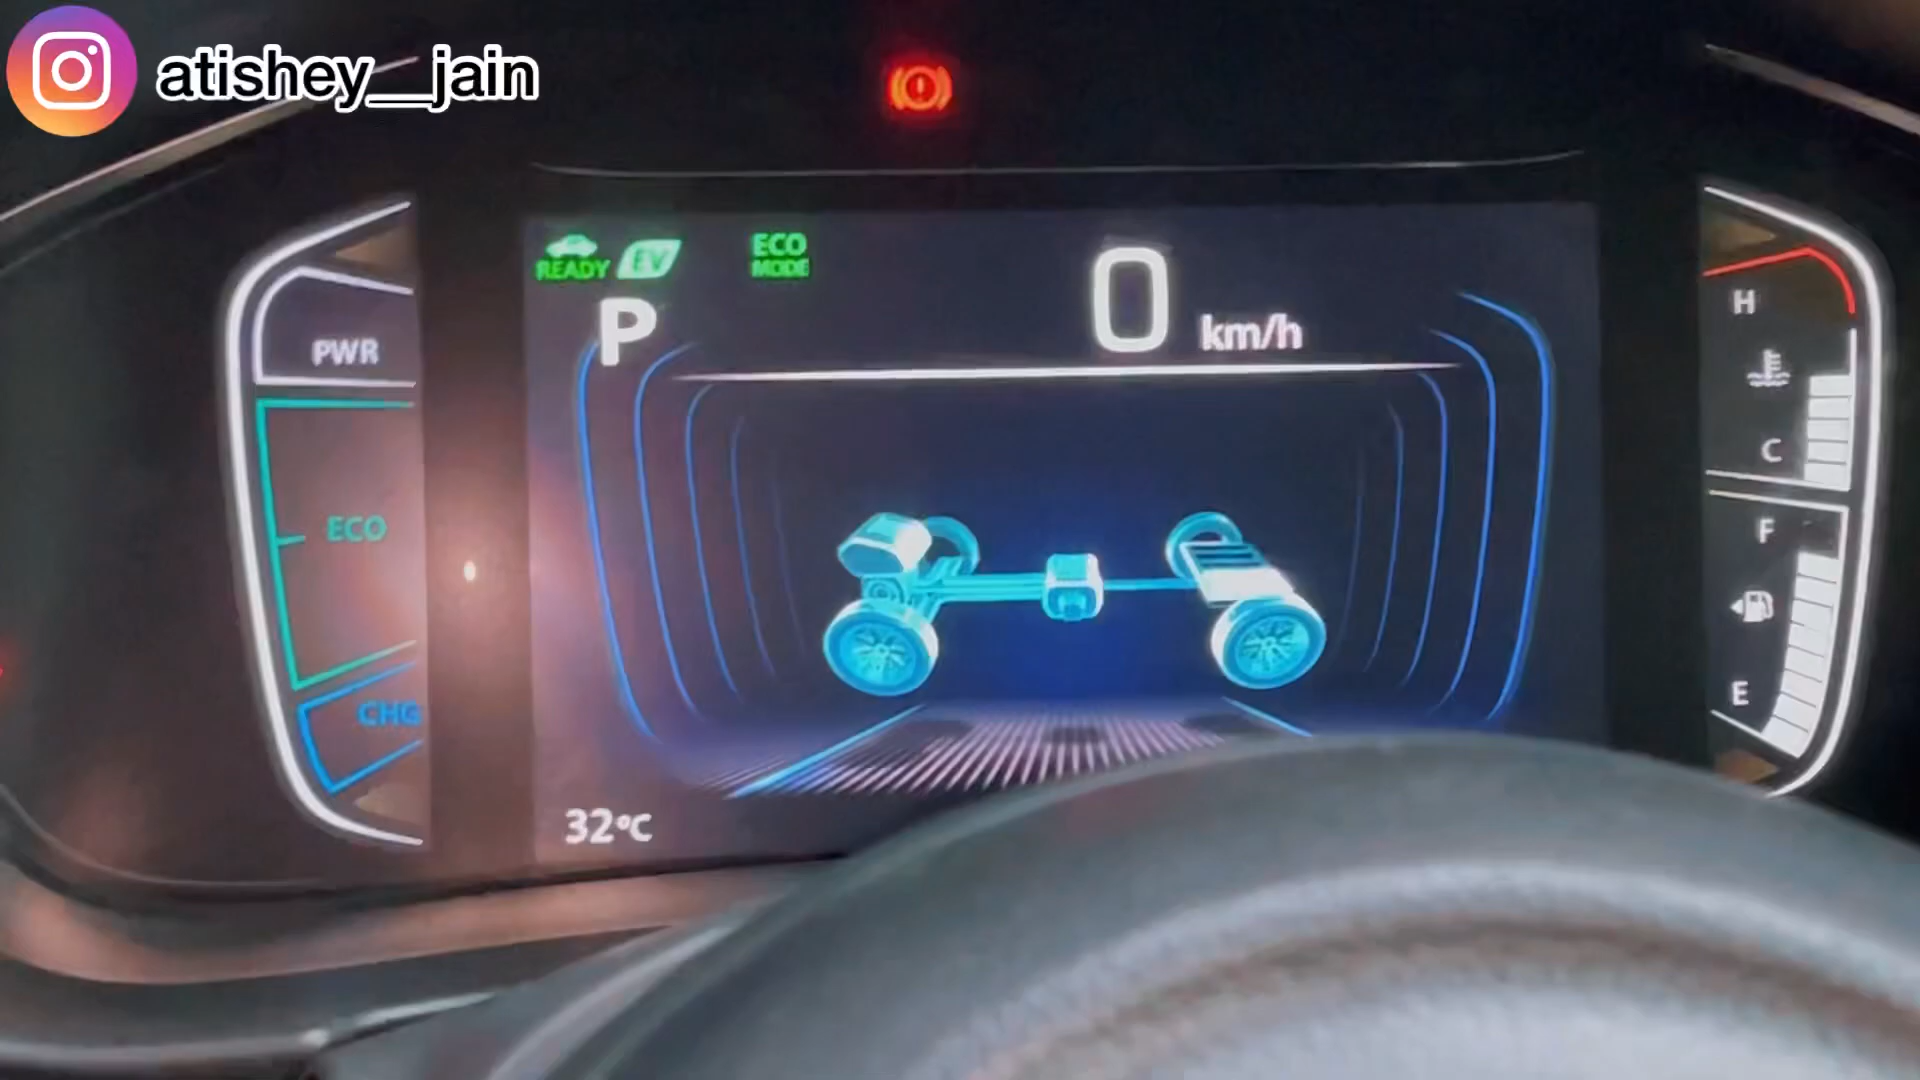 atishey__jain
READY EV
ECO
MODE
P
0 km/h
PWR
ECO
CHG
32°C
H
C
F
E